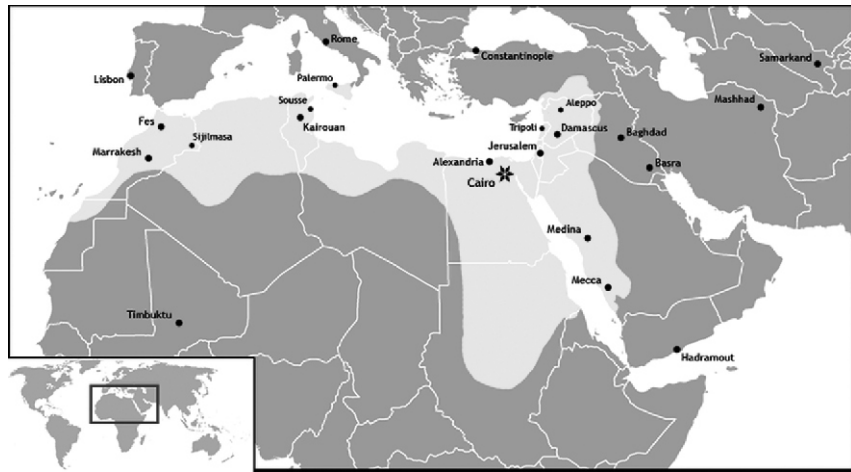 Rome
Constantinople
Samarkand
Lisbon
Palermo
Mashhad
Sousse
Aleppo
Fes
Kairouan
Tripoli
Damascus
Baghdad
Sijilmasa
Jerusalem
Marrakesh
Alexandria
Basra
Cairo
Medina
Mecca
Timbuktu
Hadramout